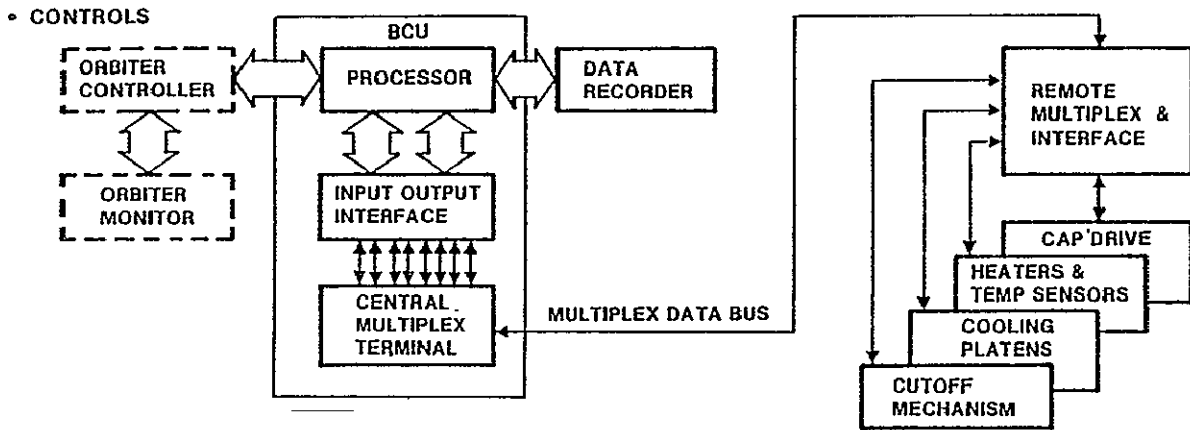 • CONTROLS
BCU
ORBITER
CONTROLLER
PROCESSOR
DATA
RECORDER
REMOTE
MULTIPLEX &
INTERFACE
ORBITER
MONITOR
INPUT OUTPUT
INTERFACE
CAP'DRIVE
HEATERS &
TEMP SENSORS
CENTRAL
MULTIPLEX
TERMINAL
MULTIPLEX DATA BUS
COOLING
PLATENS
CUTOFF
MECHANISM